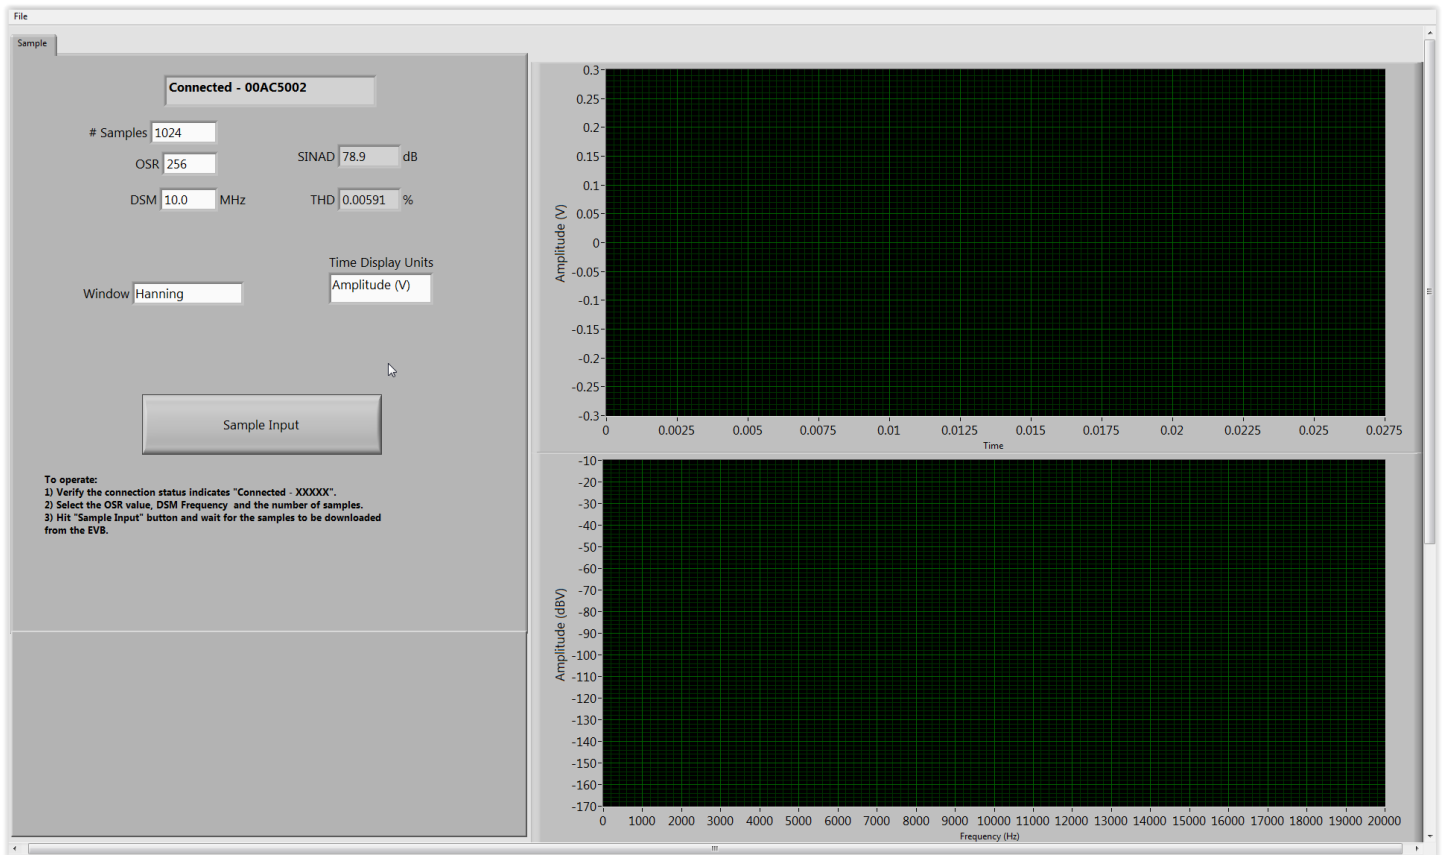 File
Sample
Connected - 00AC5002
# Samples 1024
OSR 256
DSM 10.0 MHz
SINAD 78.9 dB
THD 0.00591 %
Time Display Units
Amplitude (V)
Window Hanning
Sample Input
To operate:
1) Verify the connection status indicates "Connected - XXXXX".
2) Select the OSR value, DSM Frequency  and the number of samples.
3) Hit "Sample Input" button and wait for the samples to be downloaded
from the EVB.
Amplitude (V)
0.3
0.25
0.2
0.15
0.1
0.05
0
-0.05
-0.1
-0.15
-0.2
-0.25
-0.3
0 0.0025 0.005 0.0075 0.01 0.0125 0.015 0.0175 0.02 0.0225 0.025 0.0275
Time
Amplitude (dBV)
-10
-20
-30
-40
-50
-60
-70
-80
-90
-100
-110
-120
-130
-140
-150
-160
-170
0 1000 2000 3000 4000 5000 6000 7000 8000 9000 10000 11000 12000 13000 14000 15000 16000 17000 18000 19000 20000
Frequency (Hz)